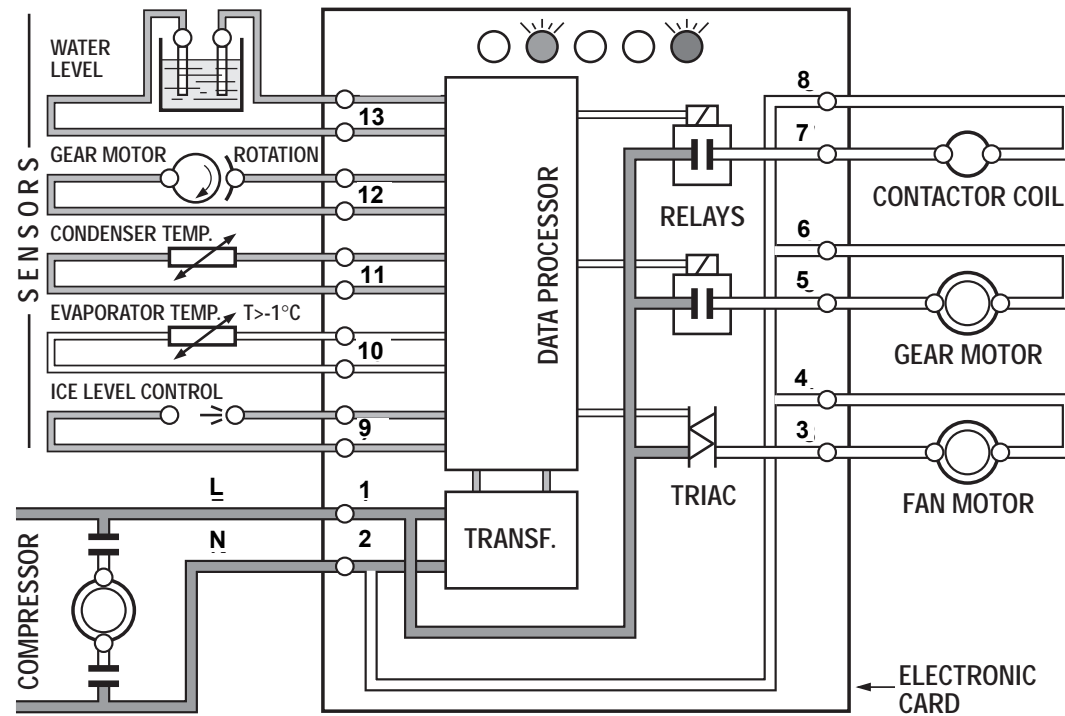 SENSORS
WATER
LEVEL
13
GEAR MOTOR ROTATION
12
CONDENSER TEMP.
11
EVAPORATOR TEMP. T>-1°C
10
ICE LEVEL CONTROL
9
L
1
N
2
COMPRESSOR
DATA PROCESSOR
TRANSF.
RELAYS
TRIAC
8
7
CONTACTOR COIL
6
5
GEAR MOTOR
4
3
FAN MOTOR
ELECTRONIC
CARD